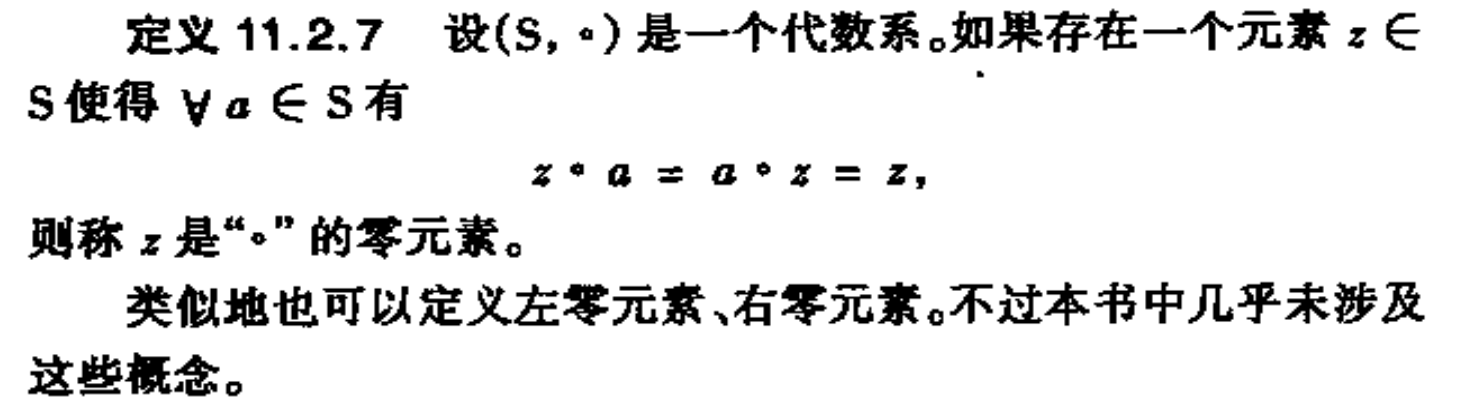 定义 11.2.7 设(S, ∘) 是一个代数系。如果存在一个元素 z ∈
S 使得 ∀ a ∈ S 有
z ∘ a = a ∘ z = z,
则称 z 是“∘” 的零元素。
类似地也可以定义左零元素、右零元素。不过本书中几乎未涉及
这些概念。